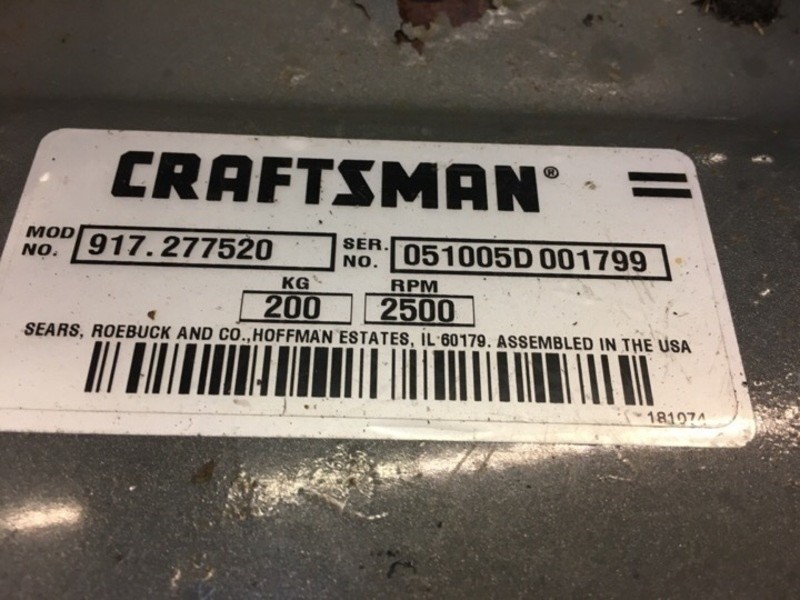 CRAFTSMAN®
MOD NO. 917.277520 SER. NO. 051005D 001799
KG 200 RPM 2500
SEARS, ROEBUCK AND CO., HOFFMAN ESTATES, IL 60179. ASSEMBLED IN THE USA
181074